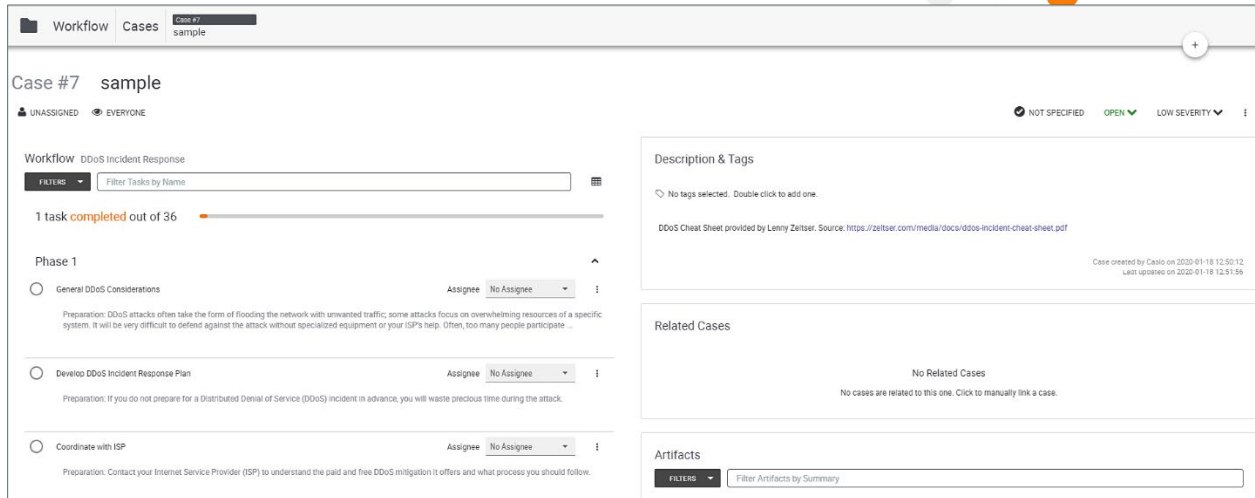 Workflow
Cases
Case #7
sample
+
Case #7 sample
UNASSIGNED EVERYONE
NOT SPECIFIED OPEN LOW SEVERITY
Workflow DDoS Incident Response
FILTERS Filter Tasks by Name
1 task completed out of 36
Phase 1
General DDoS Considerations Assignee No Assignee
Preparation: DDoS attacks often take the form of flooding the network with unwanted traffic; some attacks focus on overwhelming resources of a specific
system. It will be very difficult to defend against the attack without specialized equipment or your ISP's help. Often, too many people participate ...
Develop DDoS Incident Response Plan Assignee No Assignee
Preparation: If you do not prepare for a Distributed Denial of Service (DDoS) incident in advance, you will waste precious time during the attack.
Coordinate with ISP Assignee No Assignee
Preparation: Contact your Internet Service Provider (ISP) to understand the paid and free DDoS mitigation it offers and what process you should follow.
Description & Tags
No tags selected. Double click to add one.
DDoS Cheat Sheet provided by Lenny Zeltser. Source: https://zeltser.com/media/docs/ddos-incident-cheat-sheet.pdf
Case created by Caslo on 2020-01-18 12:50:12
Last updated on 2020-01-18 12:51:56
Related Cases
No Related Cases
No cases are related to this one. Click to manually link a case.
Artifacts
FILTERS Filter Artifacts by Summary